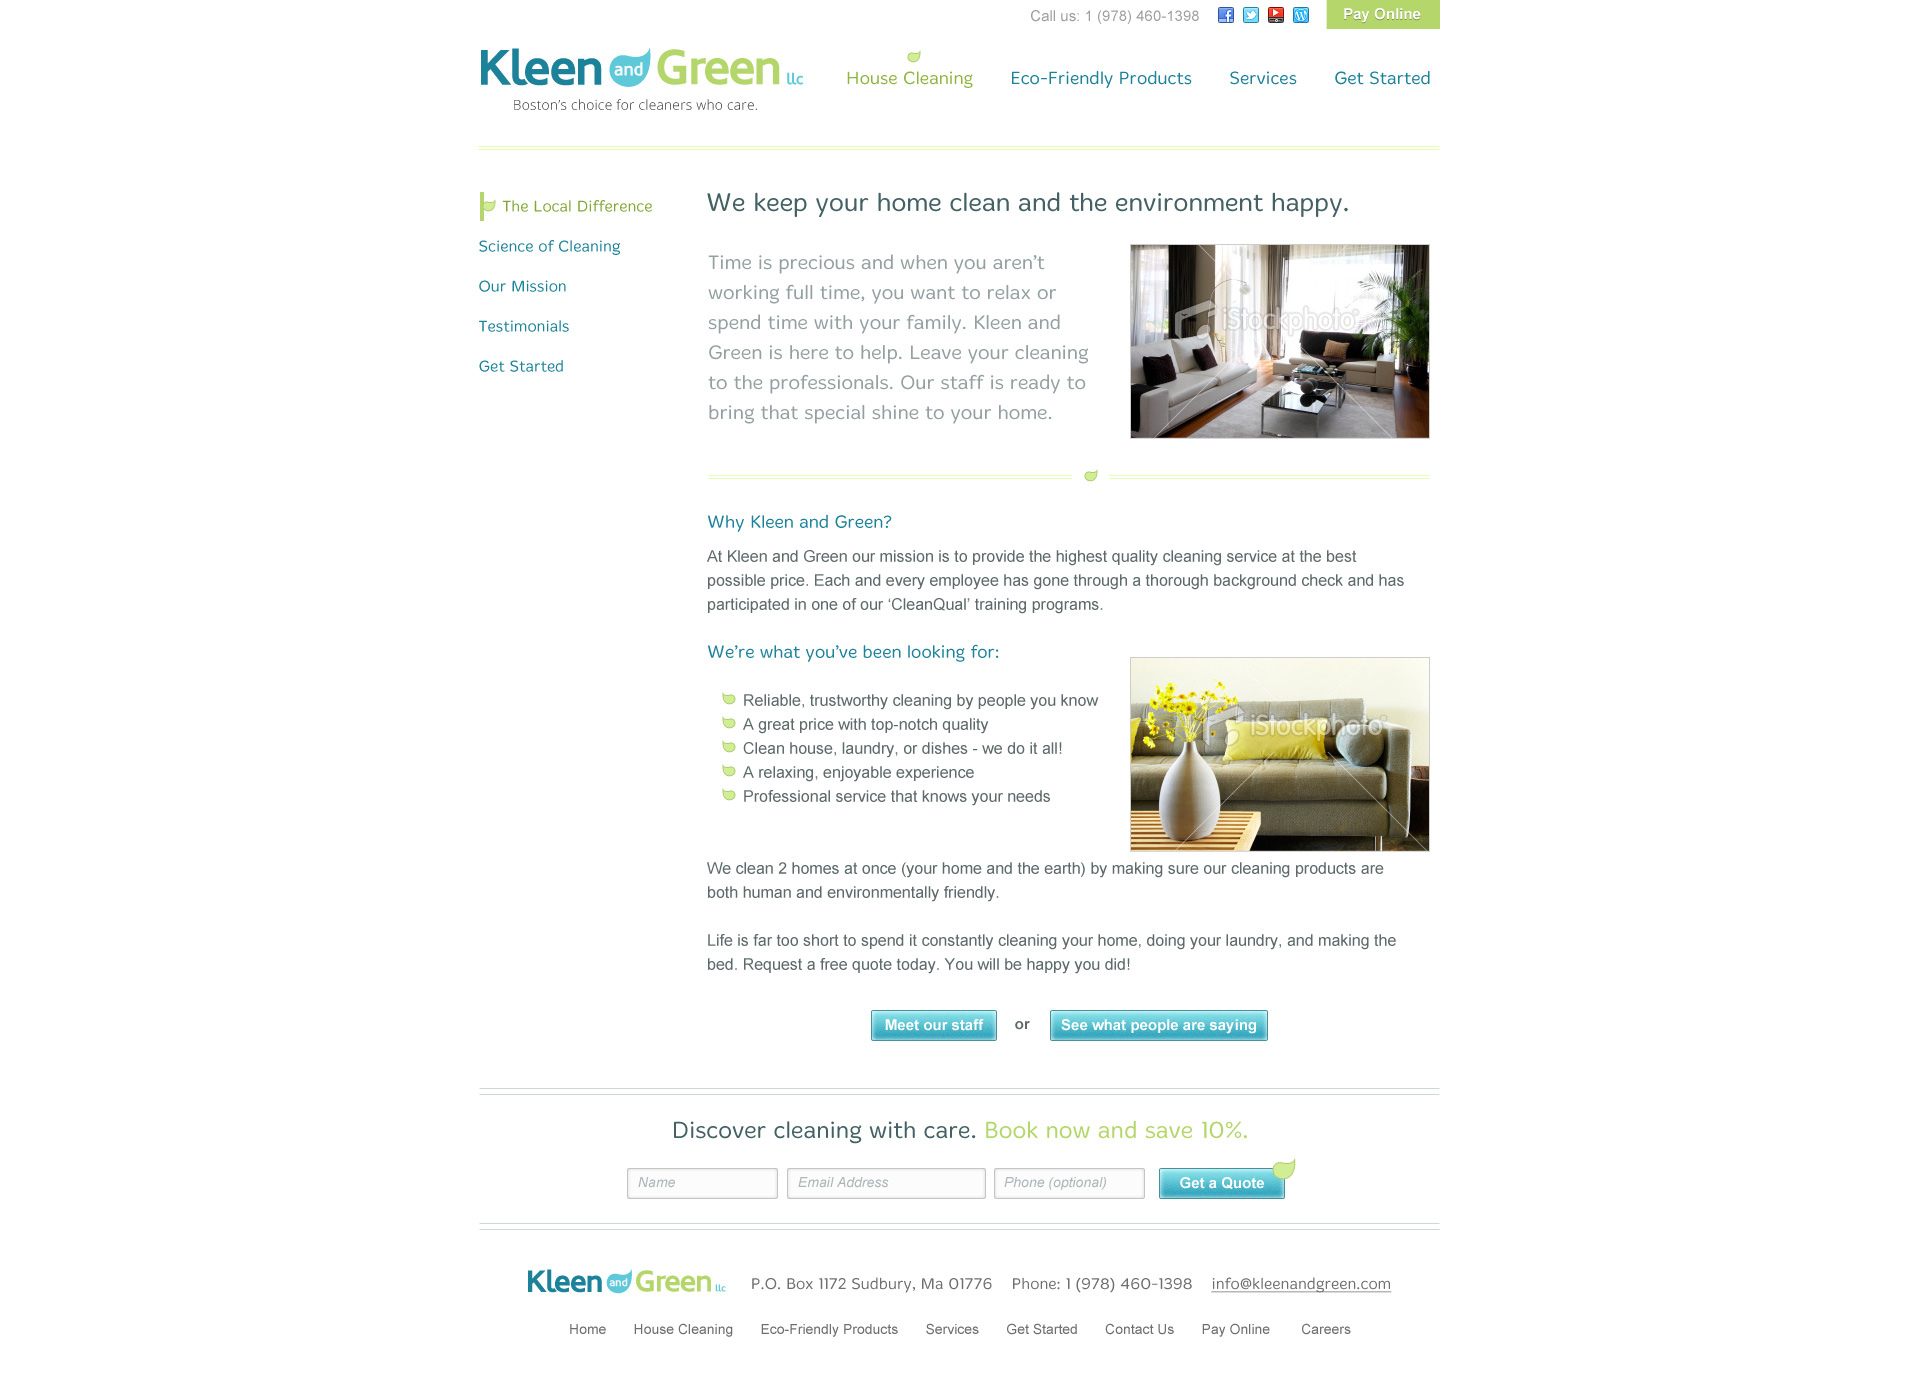 Call us: 1 (978) 460-1398
Pay Online
Kleen and Green llc
Boston's choice for cleaners who care.
House Cleaning
Eco-Friendly Products
Services
Get Started
The Local Difference
Science of Cleaning
Our Mission
Testimonials
Get Started
We keep your home clean and the environment happy.
Time is precious and when you aren't
working full time, you want to relax or
spend time with your family. Kleen and
Green is here to help. Leave your cleaning
to the professionals. Our staff is ready to
bring that special shine to your home.
iStockphoto
Why Kleen and Green?
At Kleen and Green our mission is to provide the highest quality cleaning service at the best
possible price. Each and every employee has gone through a thorough background check and has
participated in one of our ‘CleanQual’ training programs.
We're what you've been looking for:
Reliable, trustworthy cleaning by people you know
A great price with top-notch quality
Clean house, laundry, or dishes - we do it all!
A relaxing, enjoyable experience
Professional service that knows your needs
iStockphoto
We clean 2 homes at once (your home and the earth) by making sure our cleaning products are
both human and environmentally friendly.
Life is far too short to spend it constantly cleaning your home, doing your laundry, and making the
bed. Request a free quote today. You will be happy you did!
Meet our staff
or
See what people are saying
Discover cleaning with care. Book now and save 10%.
Name
Email Address
Phone (optional)
Get a Quote
Kleen and Green llc
P.O. Box 1172 Sudbury, Ma 01776
Phone: 1 (978) 460-1398
info@kleenandgreen.com
Home
House Cleaning
Eco-Friendly Products
Services
Get Started
Contact Us
Pay Online
Careers